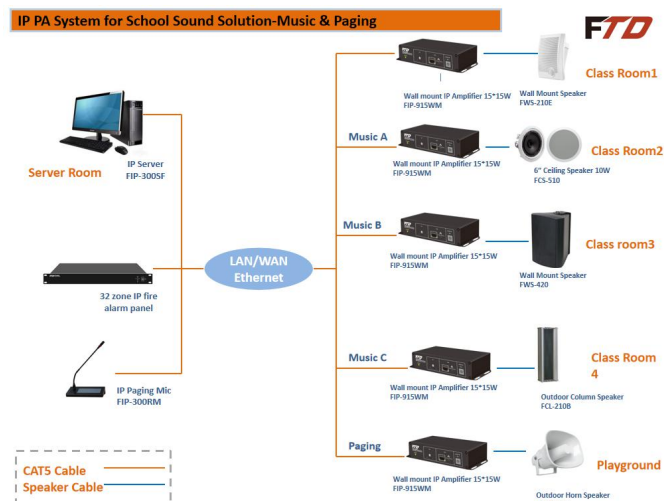 IP PA System for School Sound Solution-Music & Paging
FTD
Class Room1
Wall mount IP Amplifier 15*15W
FIP-915WM
Wall Mount Speaker
FWS-210E
Server Room
IP Server
FIP-300SF
Music A
Wall mount IP Amplifier 15*15W
FIP-915WM
6" Ceiling Speaker 10W
FCS-510
Class Room2
Music B
Wall mount IP Amplifier 15*15W
FIP-915WM
Wall Mount Speaker
FWS-420
Class room3
LAN/WAN
Ethernet
32 zone IP fire
alarm panel
IP Paging Mic
FIP-300RM
Music C
Wall mount IP Amplifier 15*15W
FIP-915WM
Outdoor Column Speaker
FCL-210B
Class Room
4
Paging
Wall mount IP Amplifier 15*15W
FIP-915WM
Outdoor Horn Speaker
Playground
CAT5 Cable
Speaker Cable